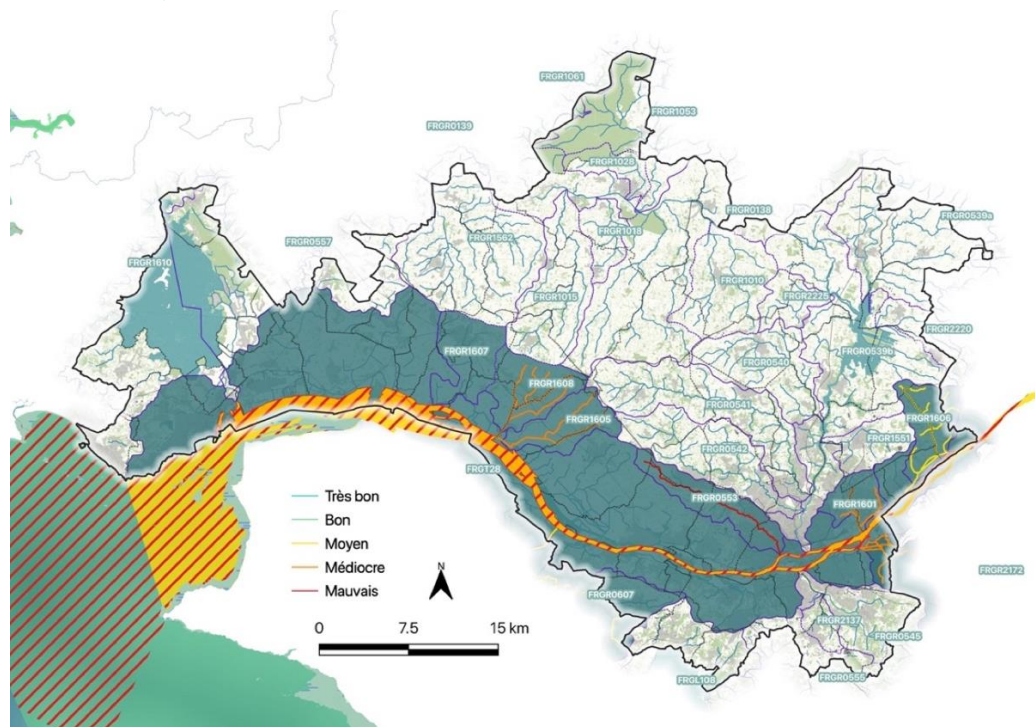 FRGR1061
FRGR1053
FRGR0139
FRGR1028
FRGR0138
FRGR0539a
FRGR1562
FRGR1018
FRGR0557
FRGR1610
FRGR1015
FRGR1010
FRGR2225
FRGR2220
FRGR1607
FRGR0539b
FRGR0540
FRGR1608
FRGR0541
FRGR1605
FRGR1606
FRGR1551
FRGR0542
FRGT28
FRGR0553
FRGR1601
Très bon
Bon
Moyen
Médiocre
Mauvais
N
0 7.5 15 km
FRGR2172
FRGR0607
FRGR2137
FRGR0545
FRGL108
FRGR0555